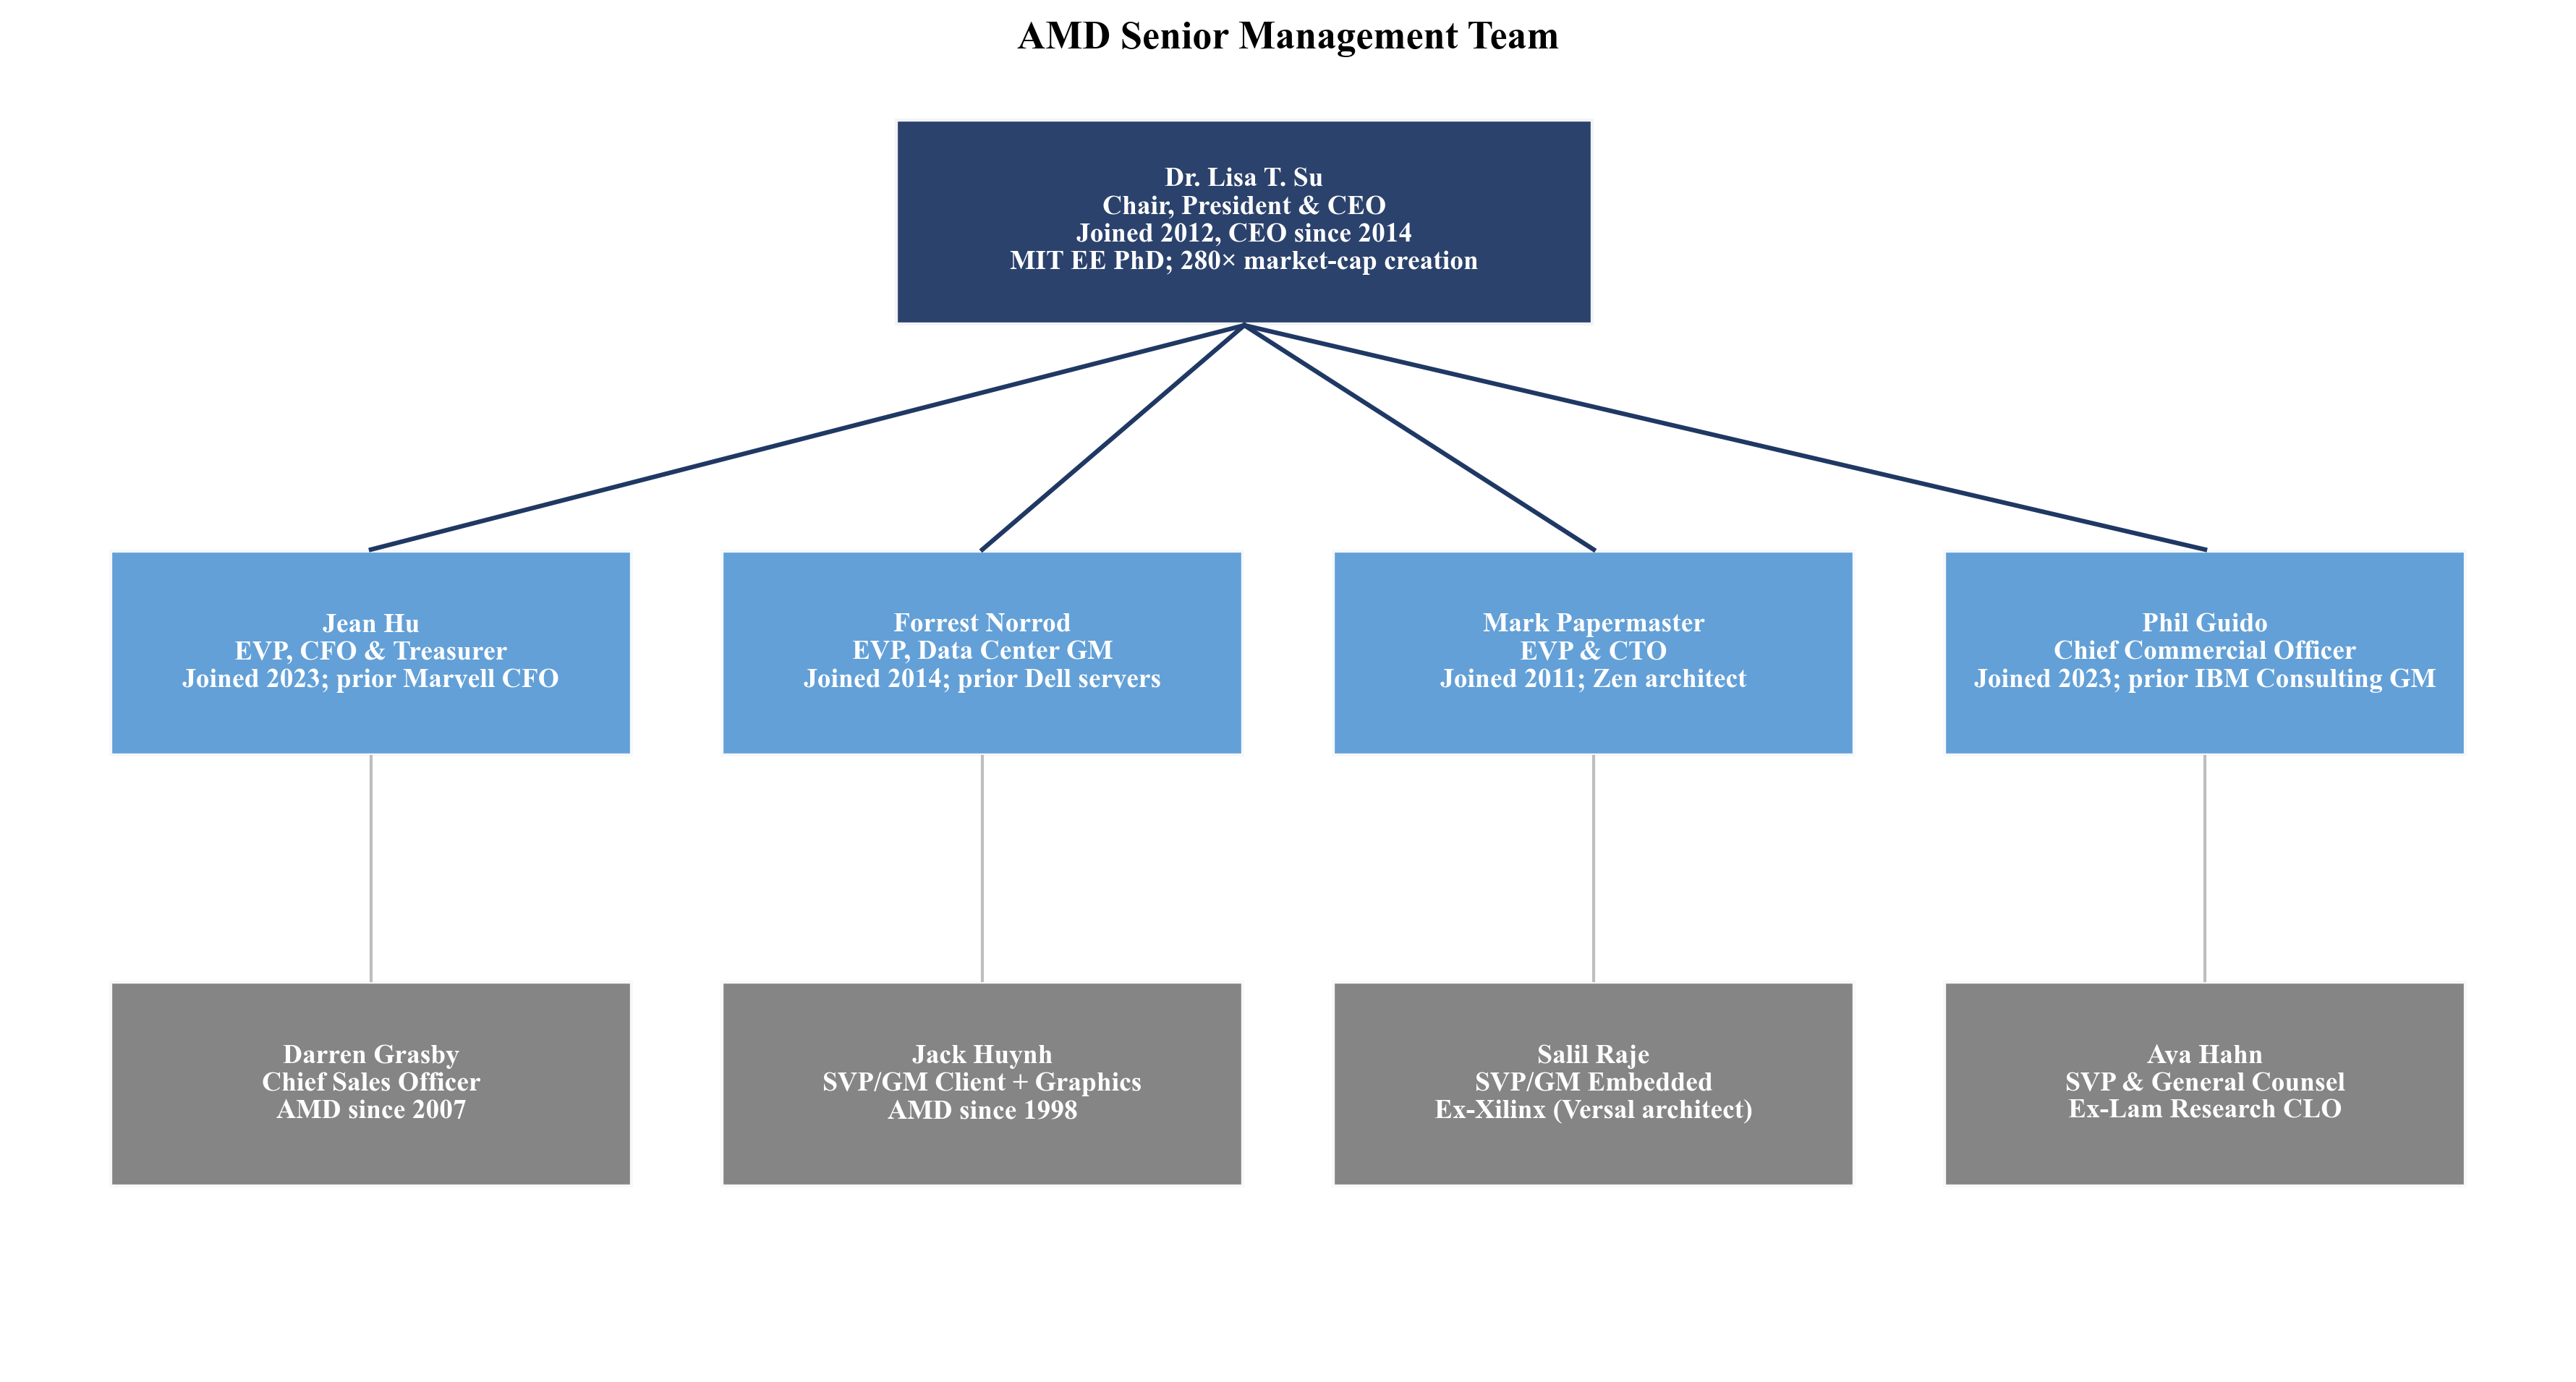 AMD Senior Management Team
Dr. Lisa T. Su
Chair, President & CEO
Joined 2012, CEO since 2014
MIT EE PhD; 280× market-cap creation
Jean Hu
EVP, CFO & Treasurer
Joined 2023; prior Marvell CFO
Forrest Norrod
EVP, Data Center GM
Joined 2014; prior Dell servers
Mark Papermaster
EVP & CTO
Joined 2011; Zen architect
Phil Guido
Chief Commercial Officer
Joined 2023; prior IBM Consulting GM
Darren Grasby
Chief Sales Officer
AMD since 2007
Jack Huynh
SVP/GM Client + Graphics
AMD since 1998
Salil Raje
SVP/GM Embedded
Ex-Xilinx (Versal architect)
Ava Hahn
SVP & General Counsel
Ex-Lam Research CLO